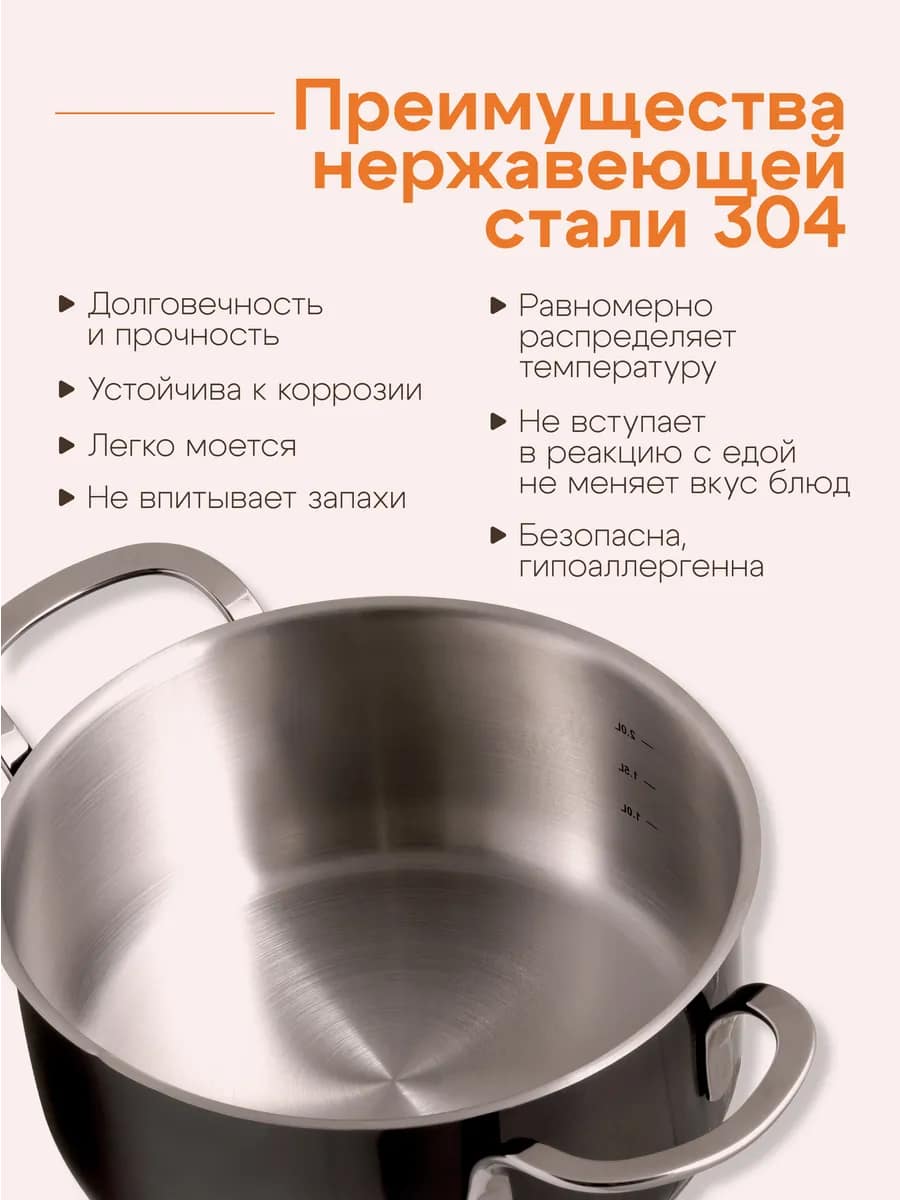 Преимущества
нержавеющей
стали 304
Долговечность
и прочность
Устойчива к коррозии
Легко моется
Не впитывает запахи
Равномерно
распределяет
температуру
Не вступает
в реакцию с едой
не меняет вкус блюд
Безопасна,
гипоаллергенна
2.0L
1.5L
1.0L